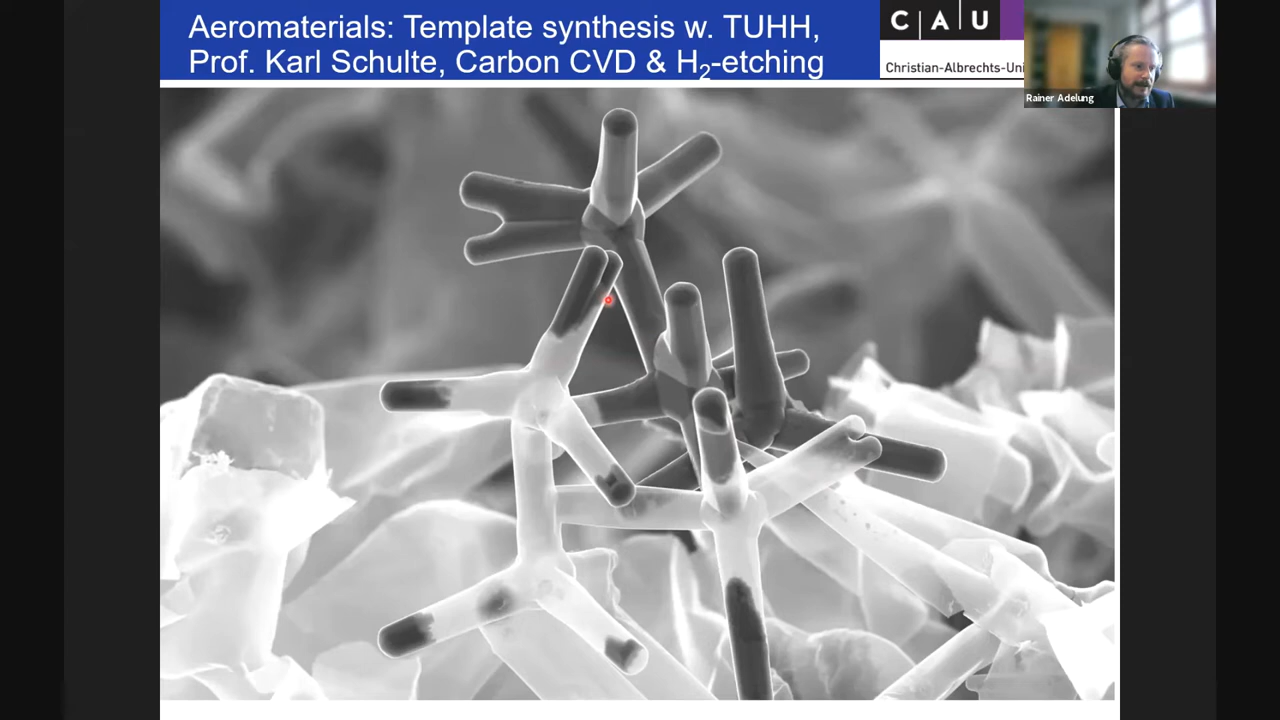 Aeromaterials: Template synthesis w. TUHH,
Prof. Karl Schulte, Carbon CVD & H₂-etching
C|A|U
Christian-Albrechts-Uni
Rainer Adelung